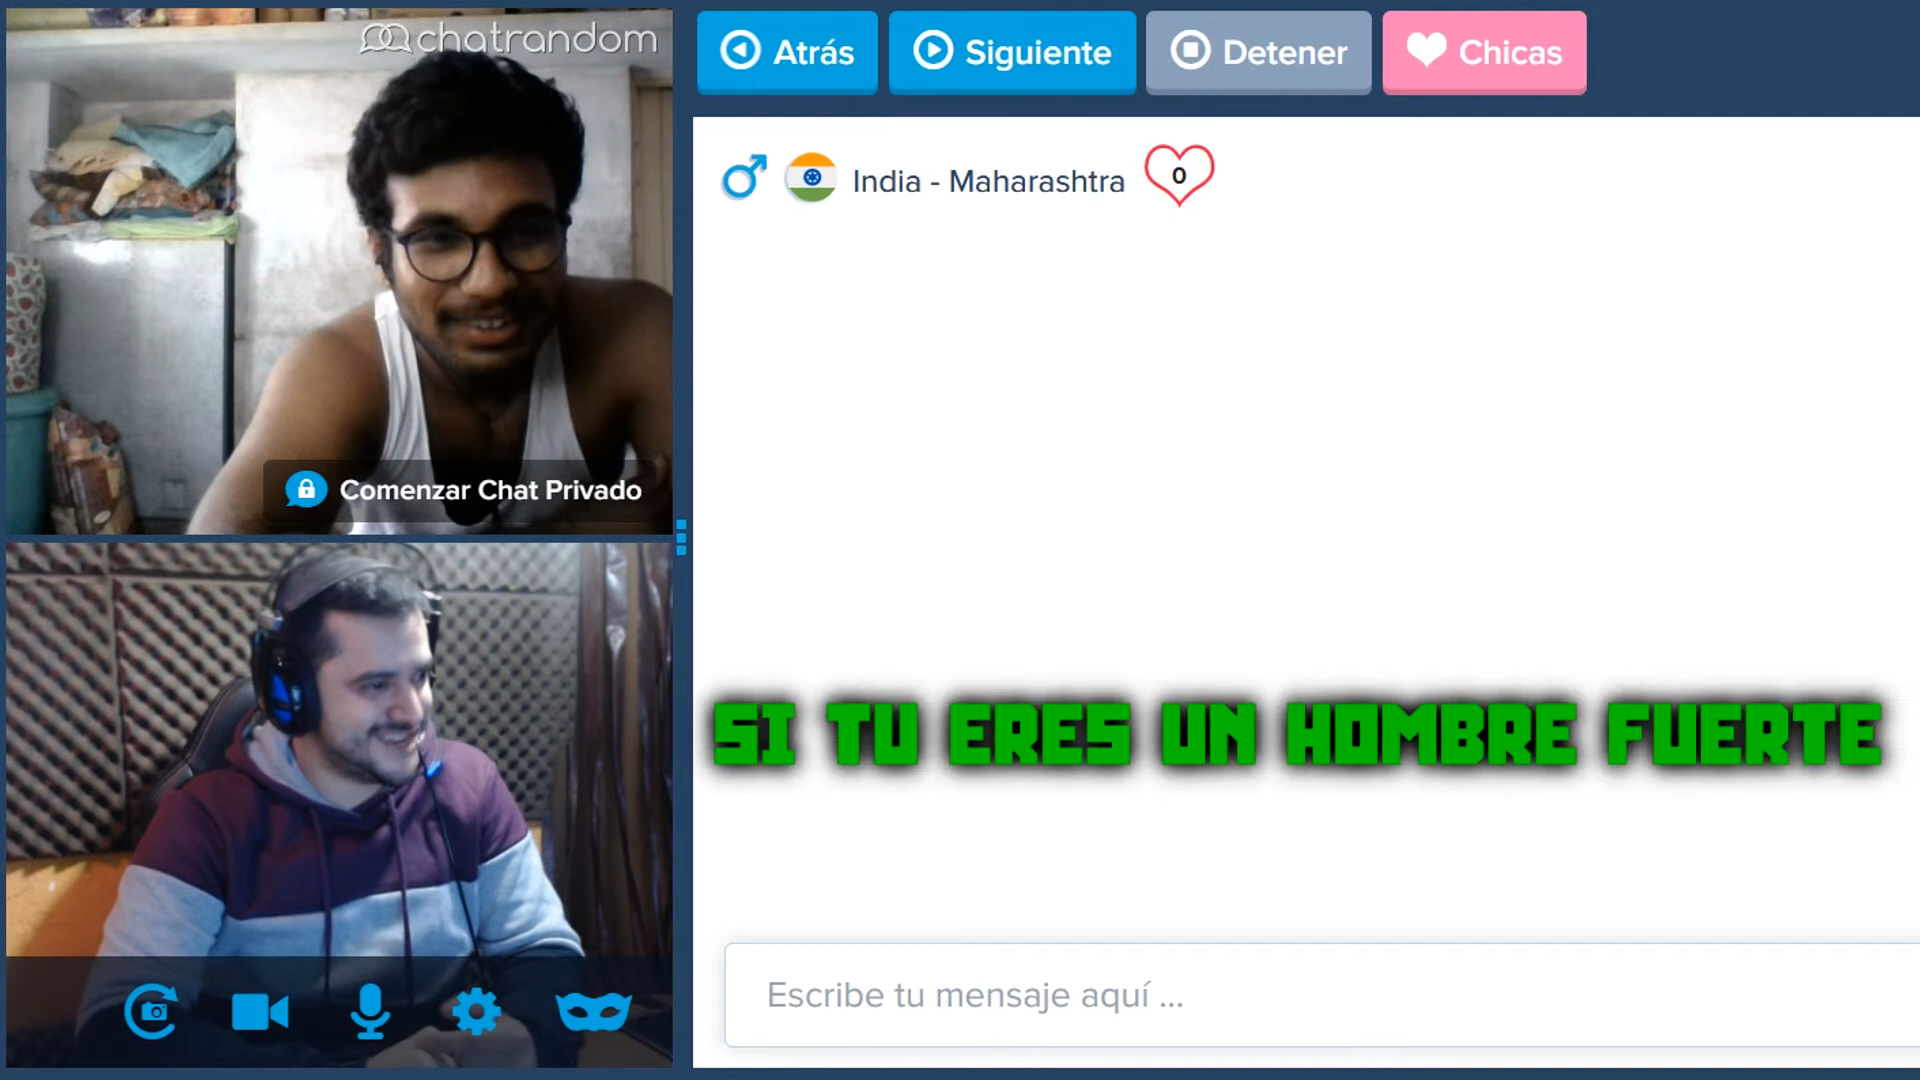 chatrandom
Atrás
Siguiente
Detener
Chicas
India - Maharashtra
0
Comenzar Chat Privado
SI TU ERES UN HOMBRE FUERTE
Escribe tu mensaje aquí ...